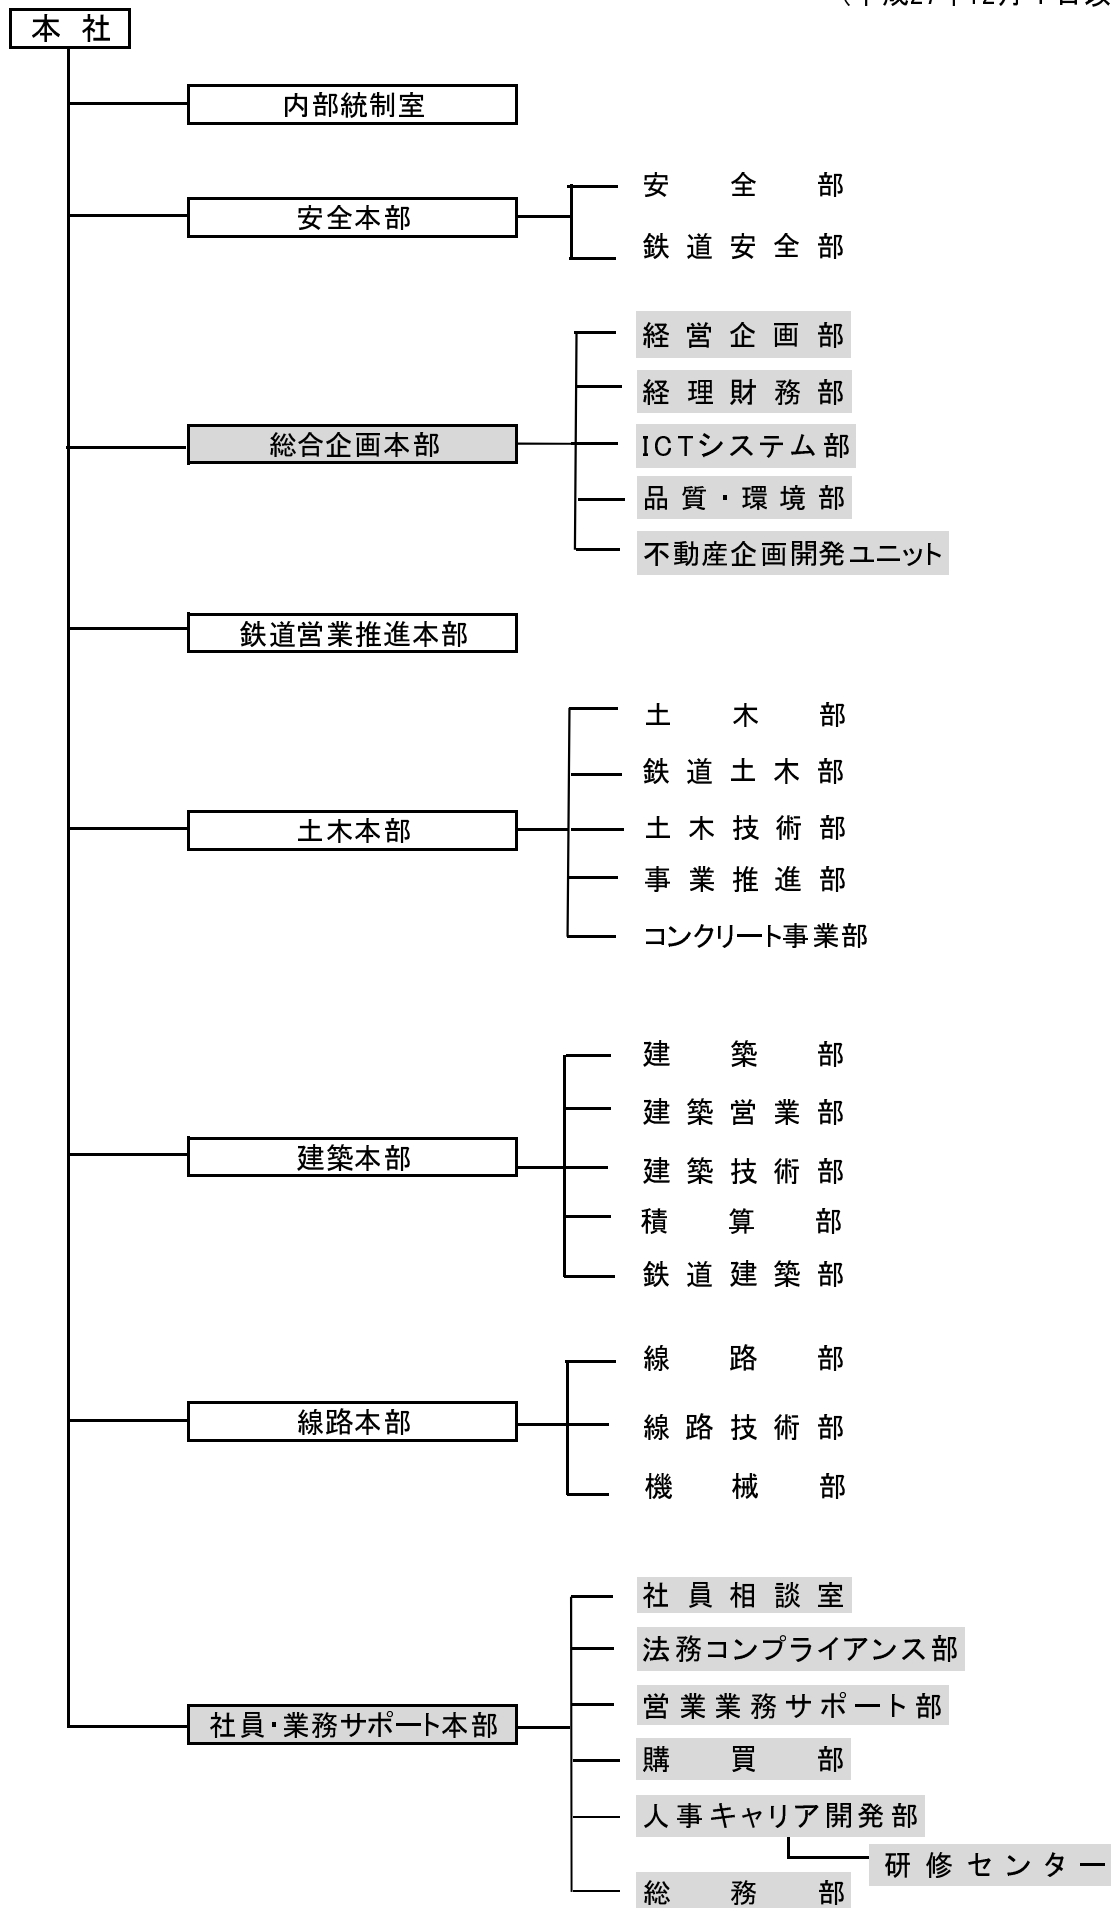 本社
内部統制室
安全本部
安全部
鉄道安全部
総合企画本部
経営企画部
経理財務部
ICTシステム部
品質・環境部
不動産企画開発ユニット
鉄道営業推進本部
土木本部
土木部
鉄道土木部
土木技術部
事業推進部
コンクリート事業部
建築本部
建築部
建築営業部
建築技術部
積算部
鉄道建築部
線路本部
線路部
線路技術部
機械部
社員・業務サポート本部
社員相談室
法務コンプライアンス部
営業業務サポート部
購買部
人事キャリア開発部
研修センター
総務部